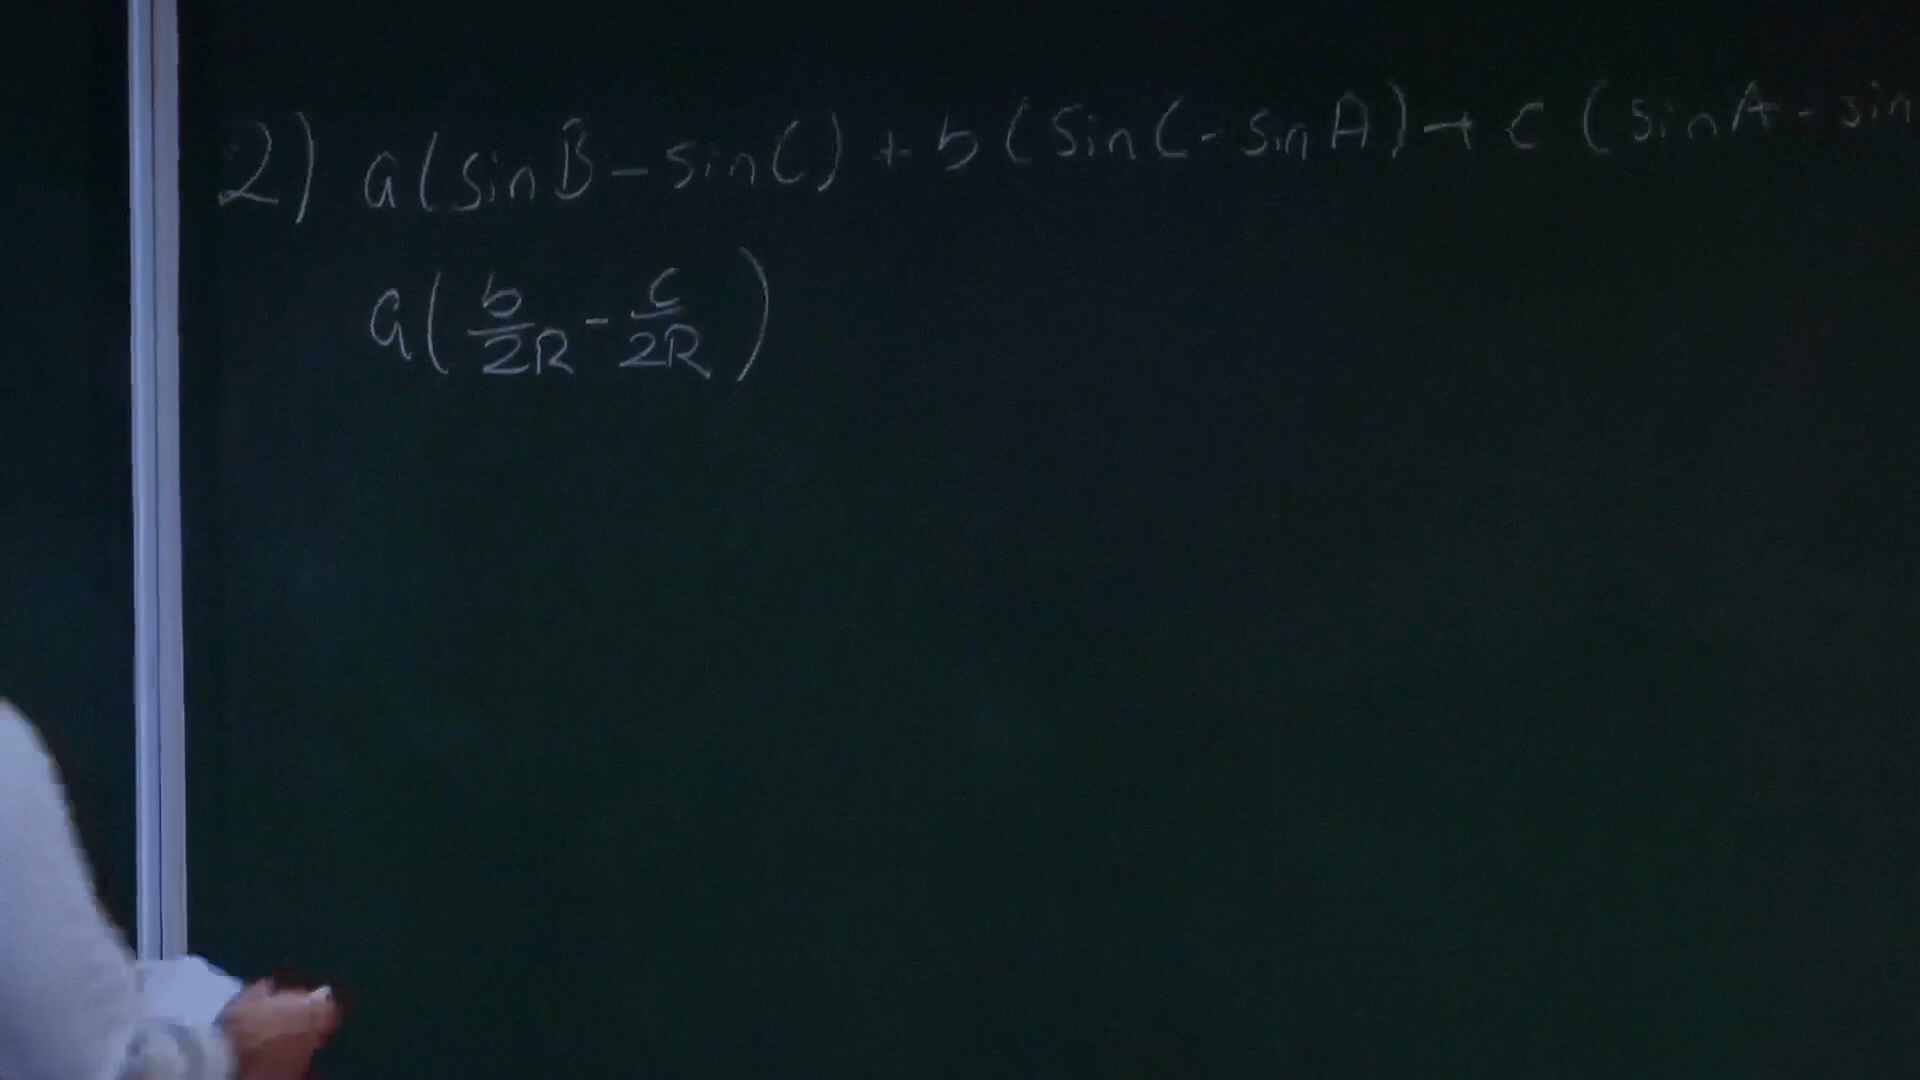 2) a(sinB-sinC) + b(sinC-sinA) + c (sinA-sin
a(b/2R - c/2R)